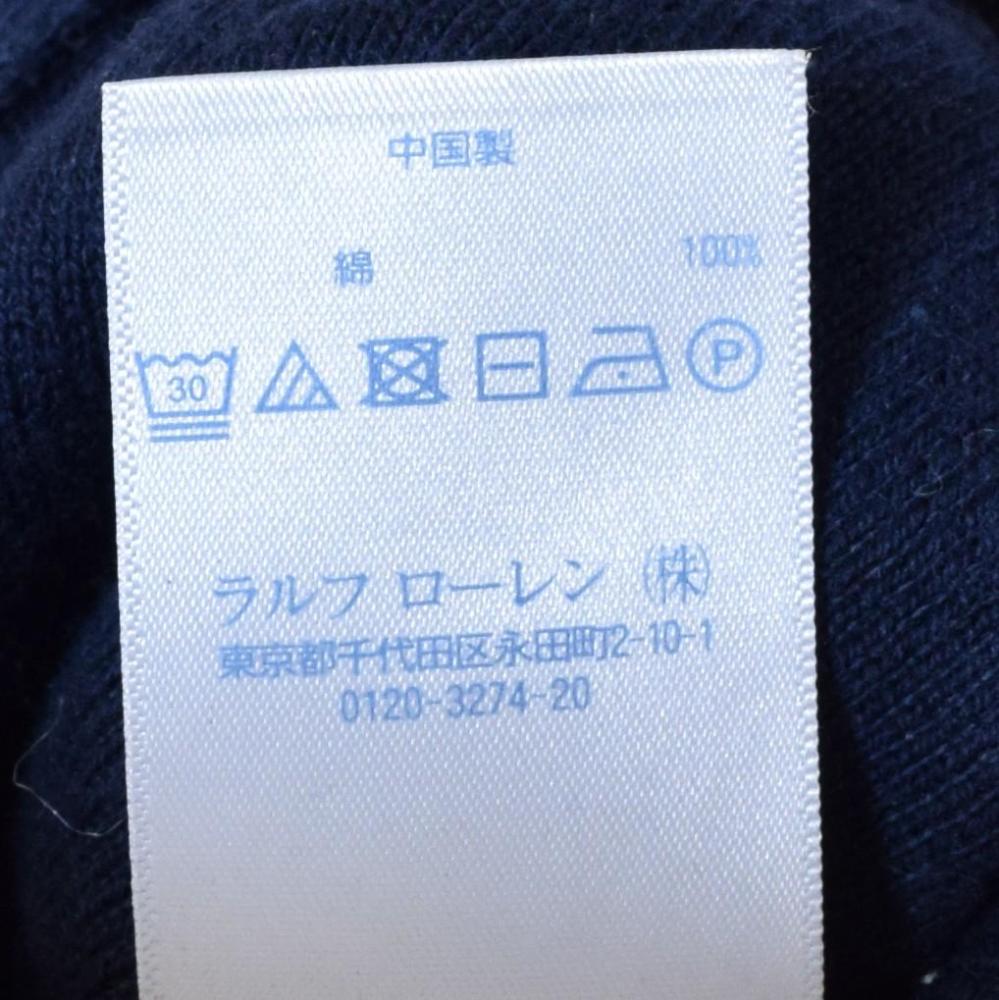 中国製
綿 100%
30
P
ラルフ ローレン ㈱
東京都千代田区永田町2-10-1
0120-3274-20